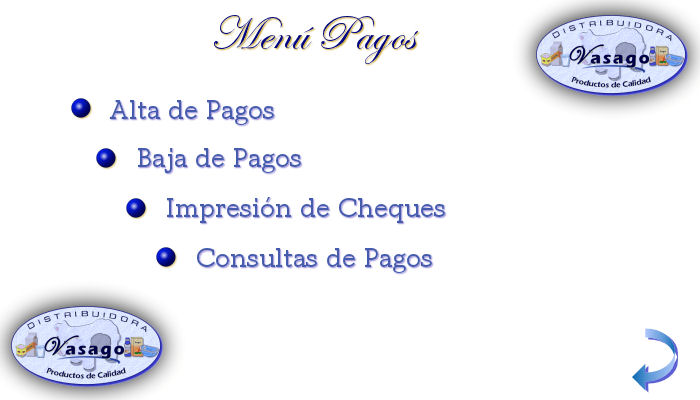 Menú Pagos
DISTRIBUIDORA
Vasago
Productos de Calidad
Alta de Pagos
Baja de Pagos
Impresión de Cheques
Consultas de Pagos
DISTRIBUIDORA
Vasago
Productos de Calidad